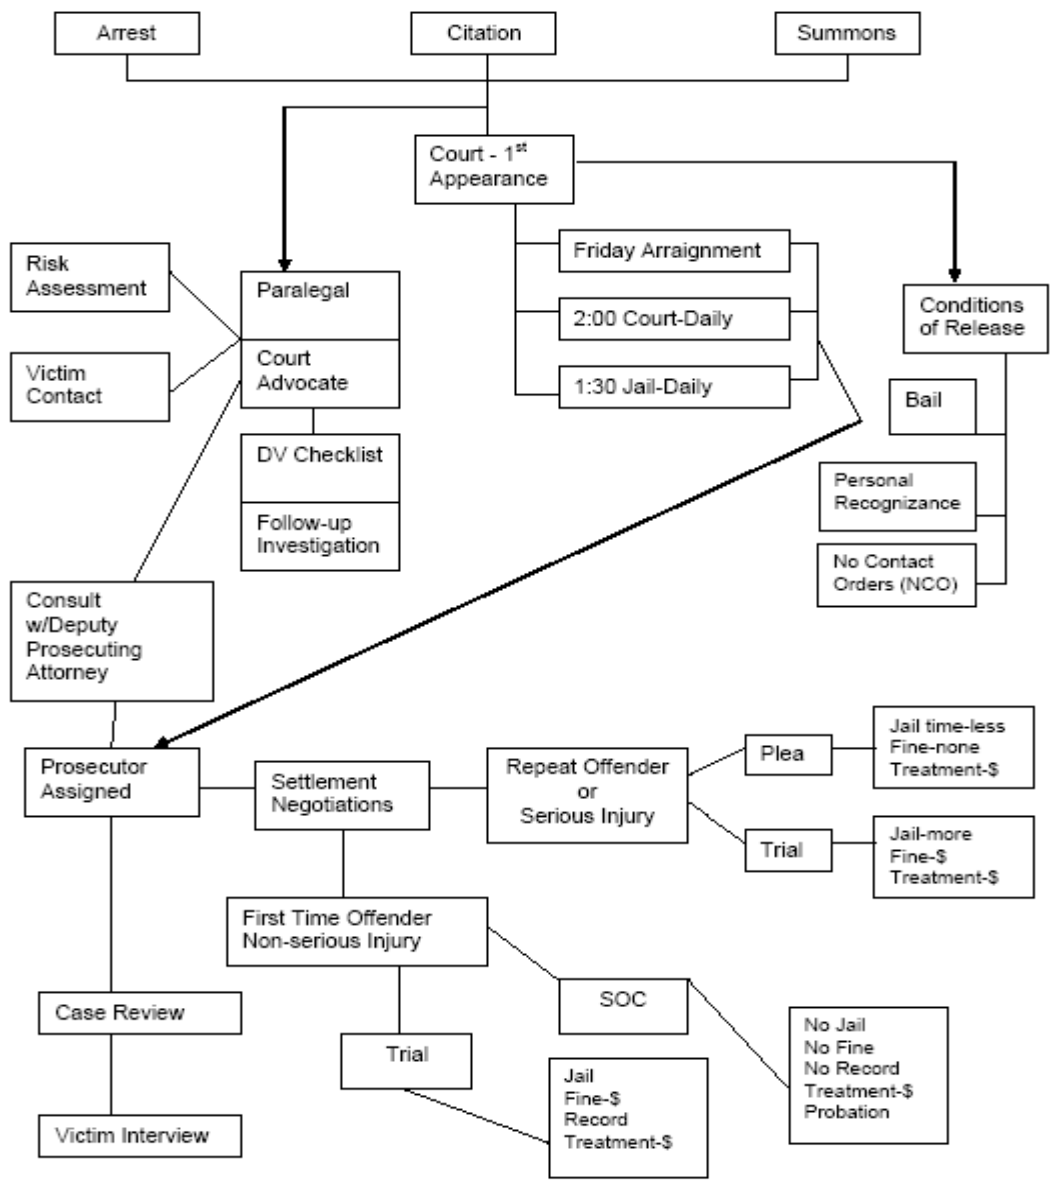 Arrest
Citation
Summons
Court - 1st
Appearance
Risk
Assessment
Victim
Contact
Paralegal
Court
Advocate
DV Checklist
Follow-up
Investigation
Friday Arraignment
2:00 Court-Daily
1:30 Jail-Daily
Conditions
of Release
Bail
Personal
Recognizance
No Contact
Orders (NCO)
Consult
w/Deputy
Prosecuting
Attorney
Prosecutor
Assigned
Settlement
Negotiations
Repeat Offender
or
Serious Injury
Plea
Jail time-less
Fine-none
Treatment-$
Trial
Jail-more
Fine-$
Treatment-$
First Time Offender
Non-serious Injury
SOC
No Jail
No Fine
No Record
Treatment-$
Probation
Trial
Jail
Fine-$
Record
Treatment-$
Case Review
Victim Interview